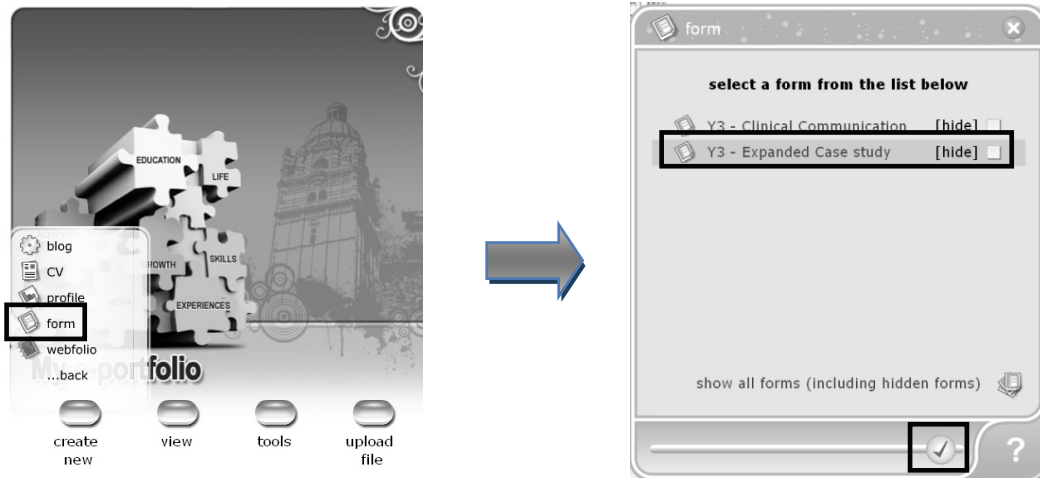 EDUCATION
LIFE
SKILLS
EXPERIENCES
blog
CV
profile
form
webfolio
...back
portfolio
create
new
view
tools
upload
file
form
select a form from the list below
Y3 - Clinical Communication [hide]
Y3 - Expanded Case study [hide]
show all forms (including hidden forms)
?